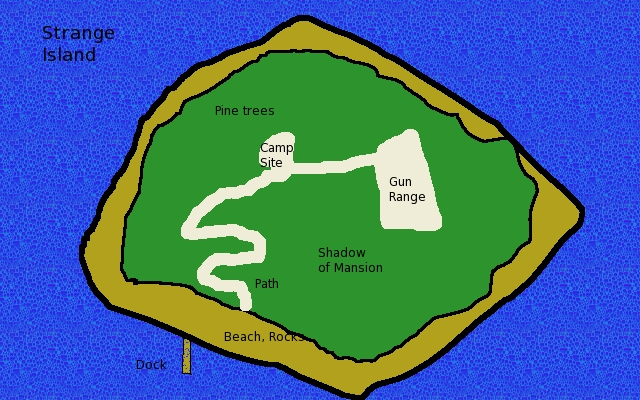 Strange
Island
Pine trees
Camp
Site
Gun
Range
Shadow
of Mansion
Path
Beach, Rocks
Dock